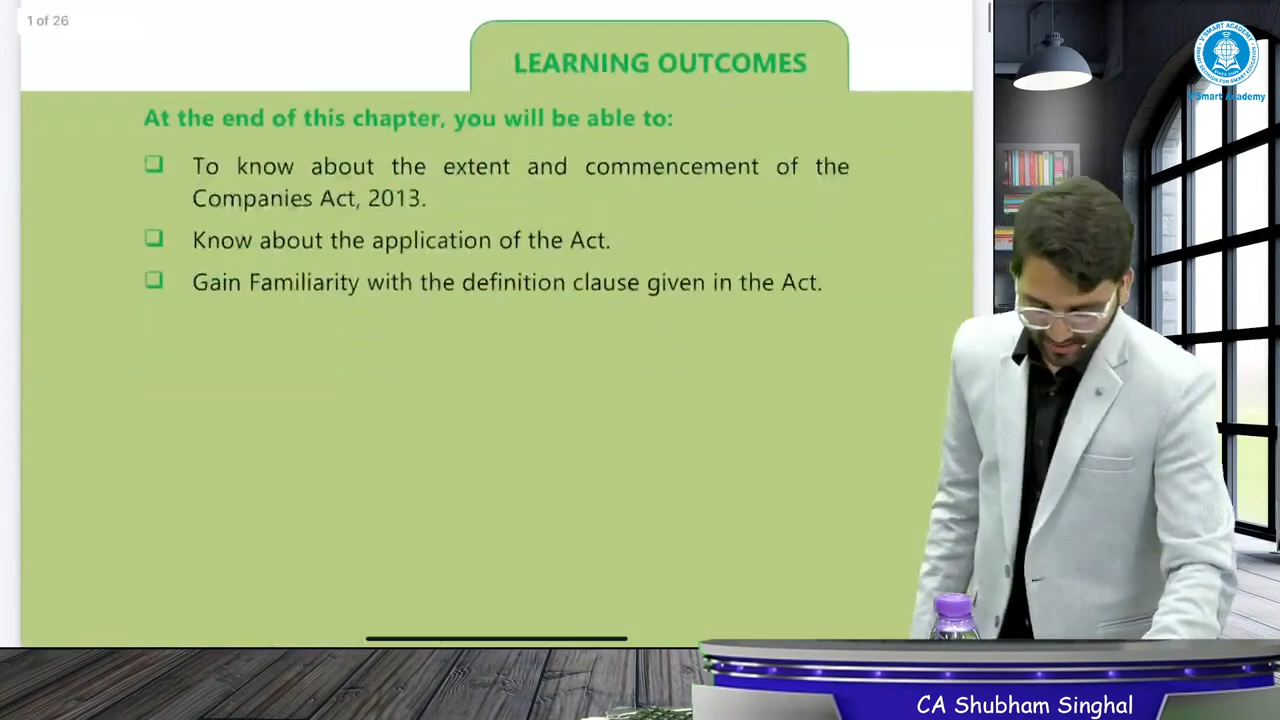 1 of 26
LEARNING OUTCOMES
At the end of this chapter, you will be able to:
To know about the extent and commencement of the
Companies Act, 2013.
Know about the application of the Act.
Gain Familiarity with the definition clause given in the Act.
V SMART ACADEMY
Smart Academy
CA Shubham Singhal